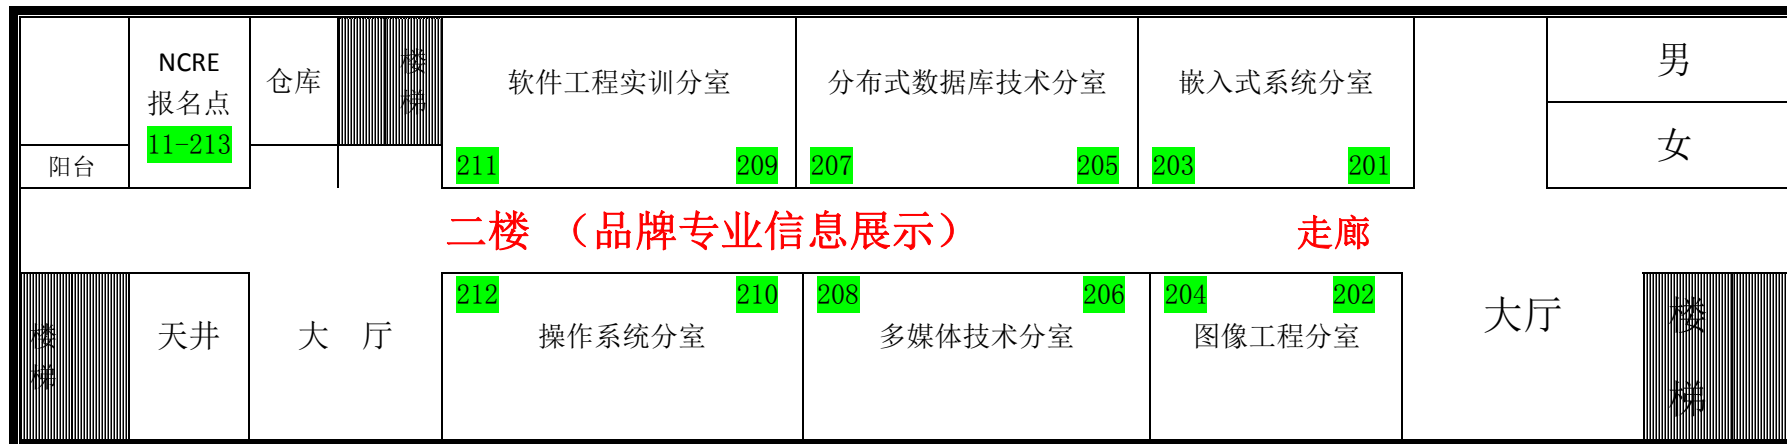 NCRE
报名点
11-213
仓库
楼
梯
软件工程实训分室
分布式数据库技术分室
嵌入式系统分室
男
女
阳台
211
209
207
205
203
201
二楼 （品牌专业信息展示）
走廊
212
210
208
206
204
202
楼
梯
天井
大 厅
操作系统分室
多媒体技术分室
图像工程分室
大厅
楼
梯